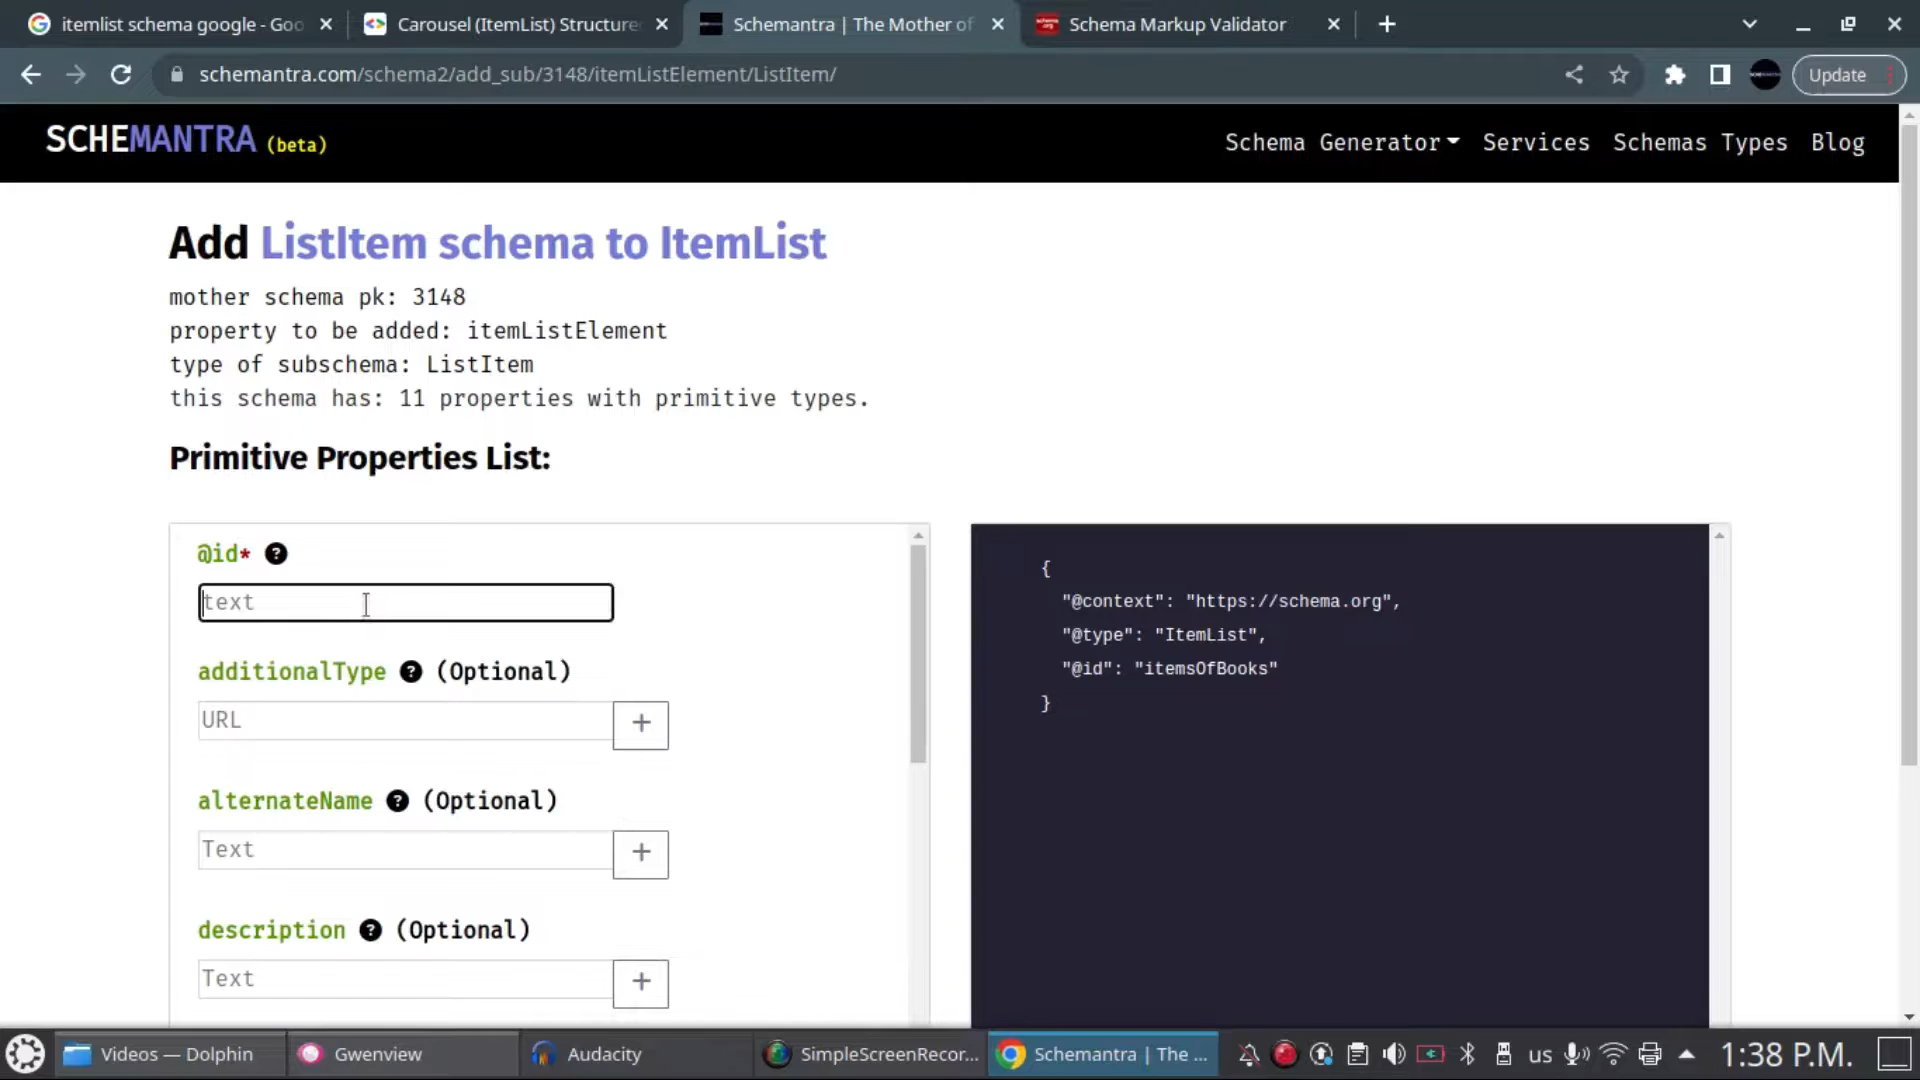 itemlist schema google - Goo
Carousel (ItemList) Structure
Schemantra | The Mother of
Schema Markup Validator
schemantra.com/schema2/add_sub/3148/itemListElement/ListItem/
Update
SCHEMANTRA (beta)
Schema Generator Services Schemas Types Blog
Add ListItem schema to ItemList
mother schema pk: 3148
property to be added: itemListElement
type of subschema: ListItem
this schema has: 11 properties with primitive types.
Primitive Properties List:
@id* ?
text
additionalType ? (Optional)
URL +
alternateName ? (Optional)
Text +
description ? (Optional)
Text +
{
"@context": "https://schema.org",
"@type": "ItemList",
"@id": "itemsOfBooks"
}
Videos — Dolphin
Gwenview
Audacity
SimpleScreenRecor...
Schemantra | The ...
us
1:38 P.M.